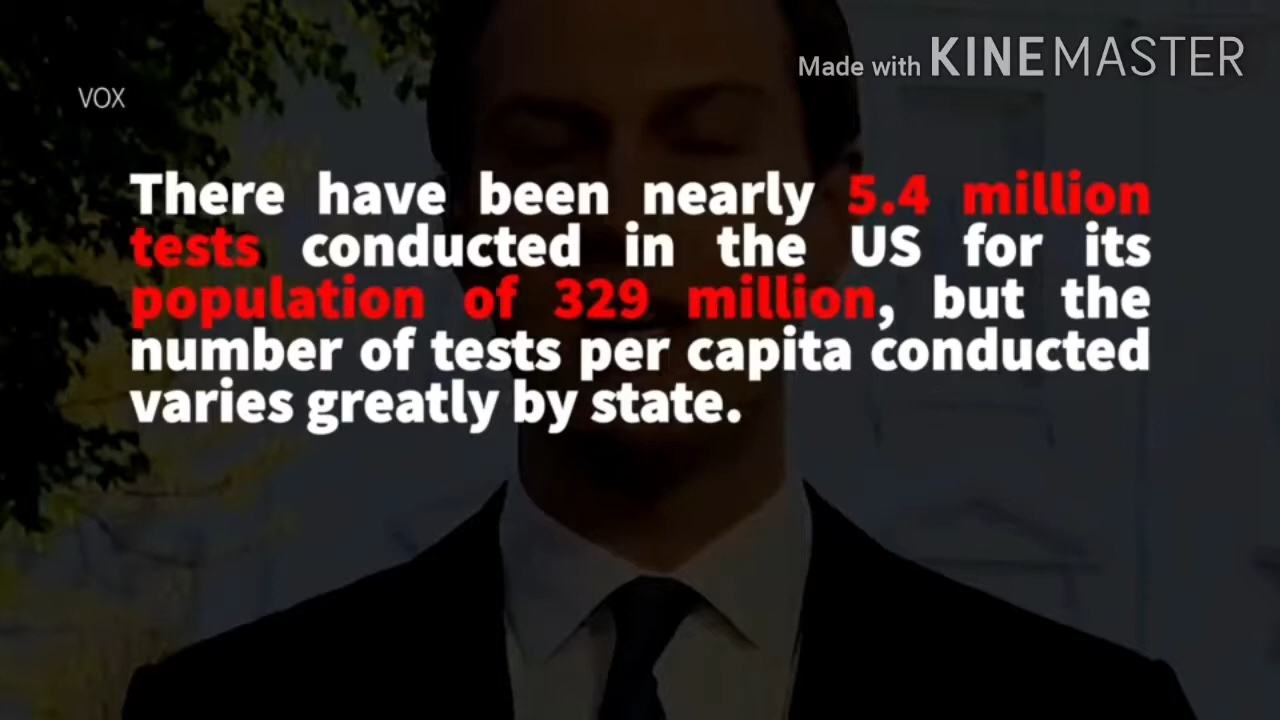 Made with KINEMASTER
VOX
There have been nearly 5.4 million
tests conducted in the US for its
population of 329 million, but the
number of tests per capita conducted
varies greatly by state.